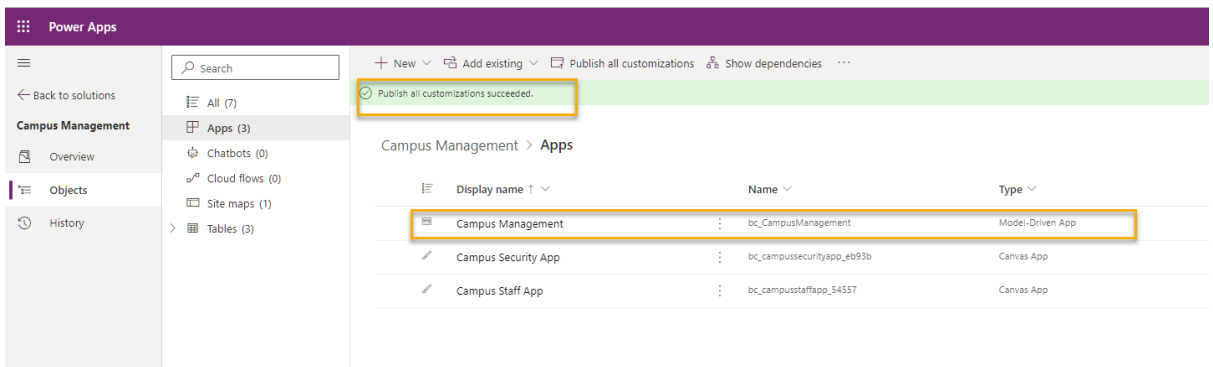 Power Apps
Search
New Add existing Publish all customizations Show dependencies ...
Publish all customizations succeeded.
Back to solutions
Campus Management
Overview
Objects
History
All (7)
Apps (3)
Chatbots (0)
Cloud flows (0)
Site maps (1)
Tables (3)
Campus Management > Apps
Display name ↑ Name Type
Campus Management bc_CampusManagement Model-Driven App
Campus Security App bc_campussecurityapp_eb93b Canvas App
Campus Staff App bc_campusstaffapp_54557 Canvas App